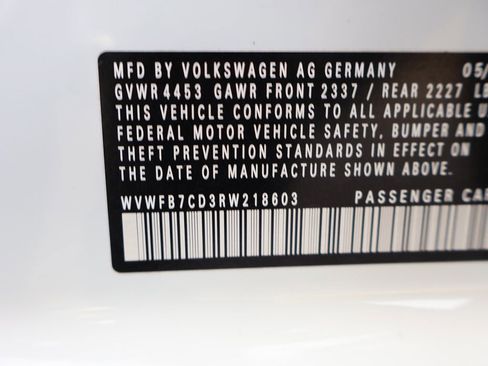 MFD BY VOLKSWAGEN AG GERMANY 05/
GVWR 4453 GAWR FRONT 2337 / REAR 2227 LB
THIS VEHICLE CONFORMS TO ALL APPLICABLE U
FEDERAL MOTOR VEHICLE SAFETY, BUMPER AND
THEFT PREVENTION STANDARDS IN EFFECT ON
THE DATE OF MANUFACTURE SHOWN ABOVE.
WVWFB7CD3RW218603 PASSENGER CAR